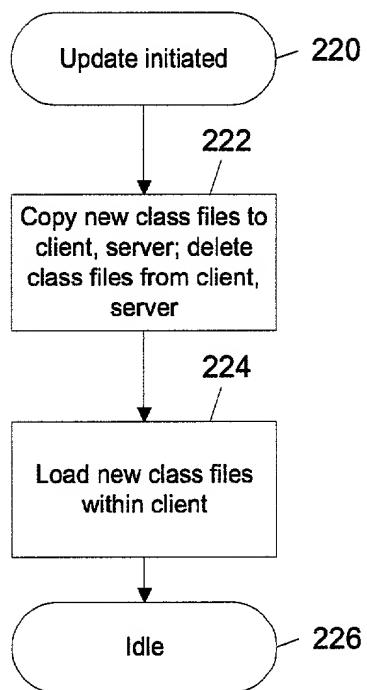 Update initiated
220
222
Copy new class files to
client, server; delete
class files from client,
server
224
Load new class files
within client
Idle
226